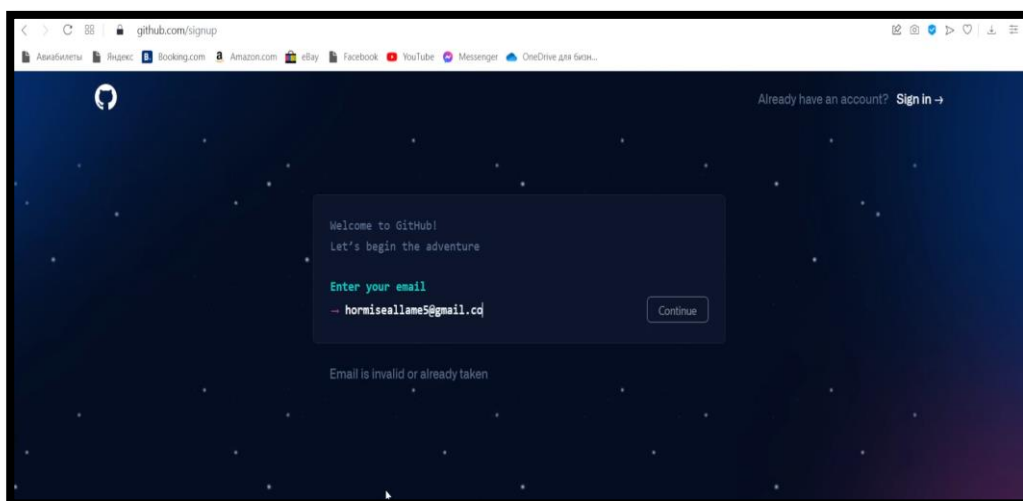 github.com/signup
Авиабилеты Яндекс Booking.com Amazon.com eBay Facebook YouTube Messenger OneDrive для бизн...
Already have an account? Sign in →
Welcome to GitHub!
Let's begin the adventure
Enter your email
→ hormiseallame5@gmail.co
Continue
Email is invalid or already taken